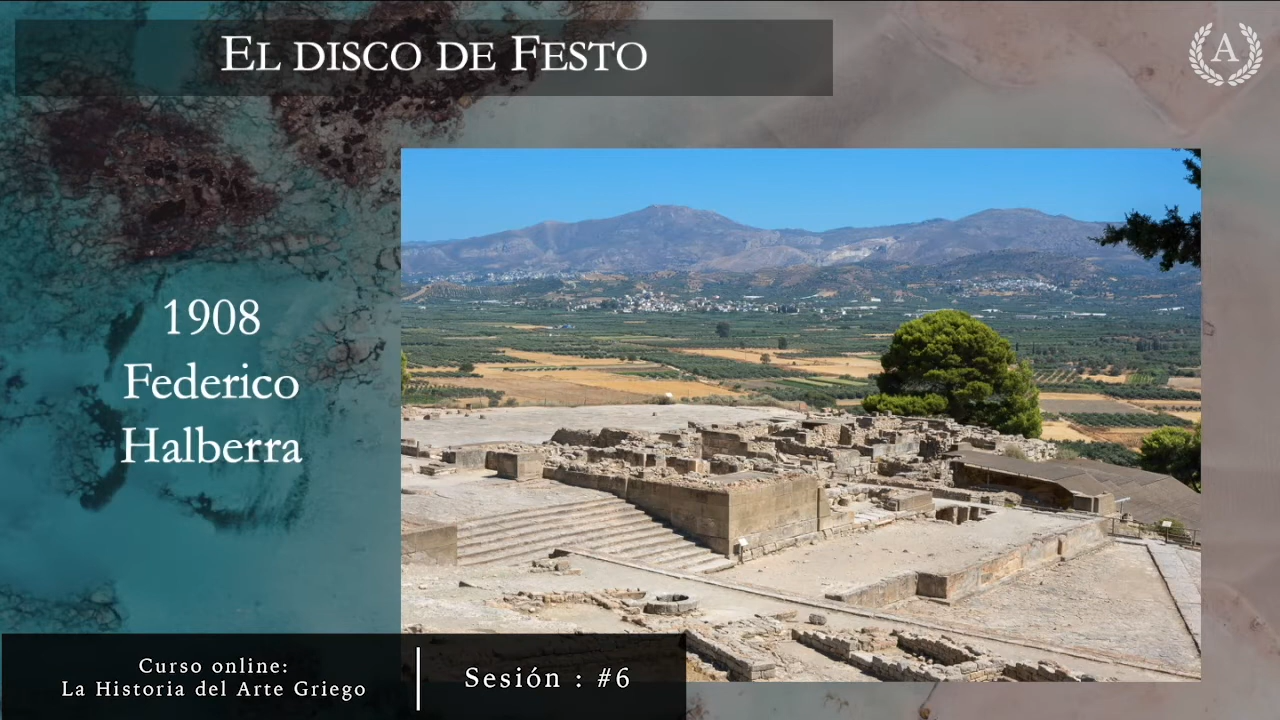 El disco de Festo
A
1908
Federico
Halberra
Curso online:
La Historia del Arte Griego
Sesión : #6